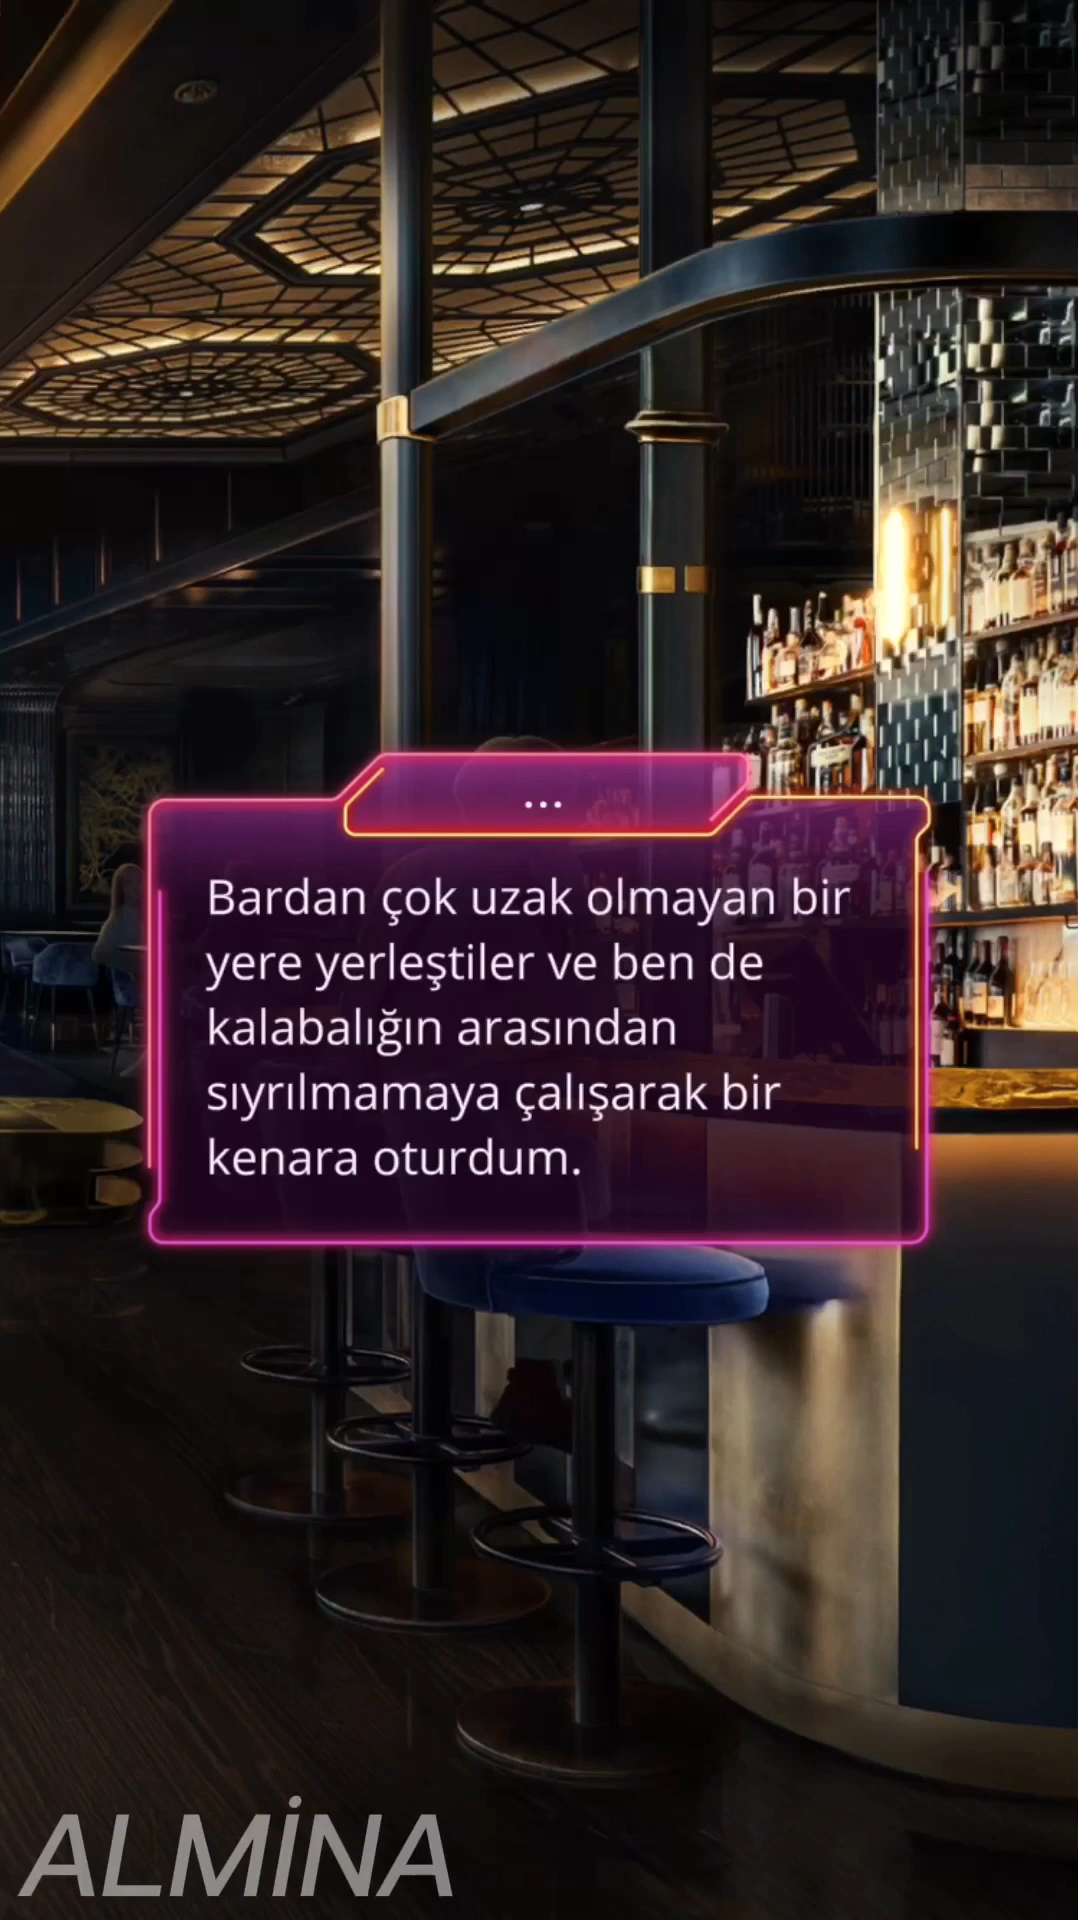 ...
Bardan çok uzak olmayan bir
yere yerleştiler ve ben de
kalabalığın arasından
sıyrılmamaya çalışarak bir
kenara oturdum.
ALMİNA